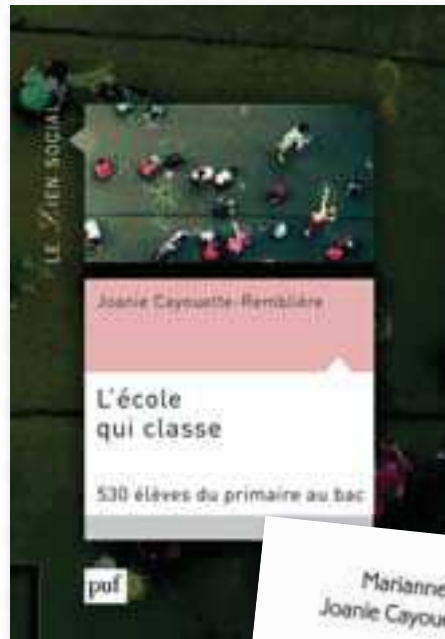 LE LIEN SOCIAL
Joanie Cayouette-Remblière
L'école
qui classe
530 élèves du primaire au bac
puf
Marianne
Joanie Cayou